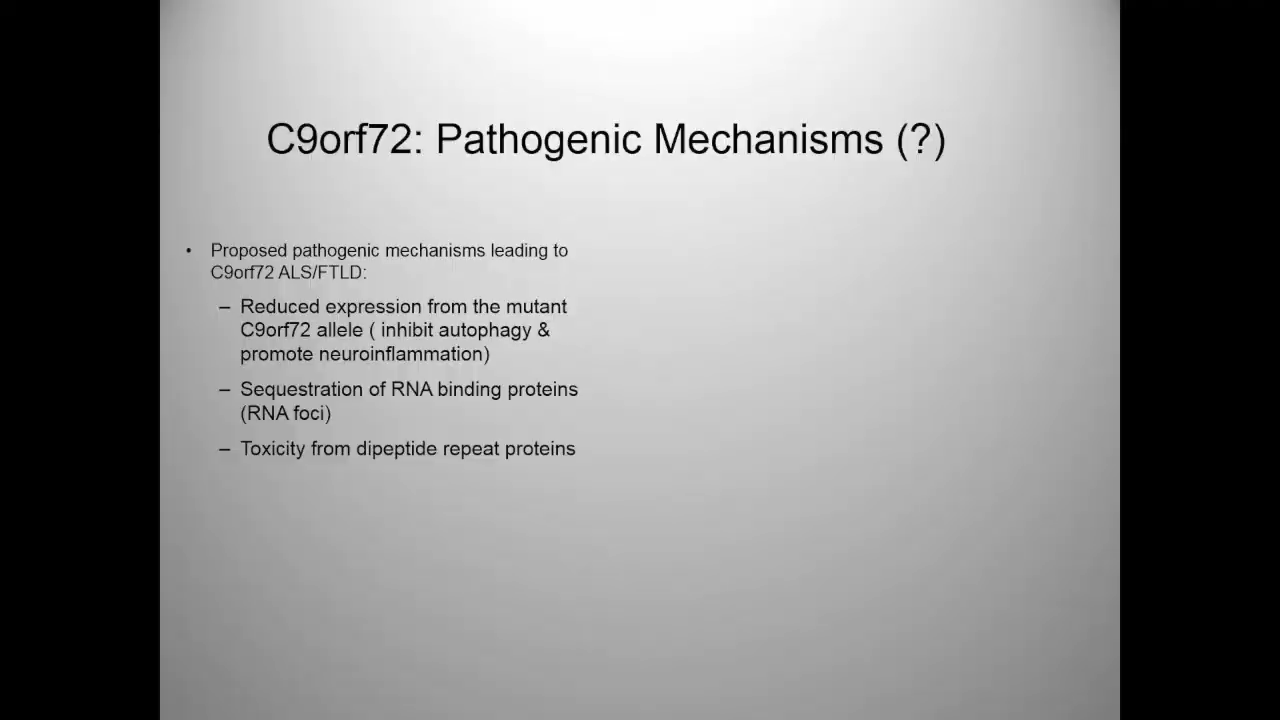 C9orf72: Pathogenic Mechanisms (?)
• Proposed pathogenic mechanisms leading to
C9orf72 ALS/FTLD:
– Reduced expression from the mutant
C9orf72 allele ( inhibit autophagy &
promote neuroinflammation)
– Sequestration of RNA binding proteins
(RNA foci)
– Toxicity from dipeptide repeat proteins